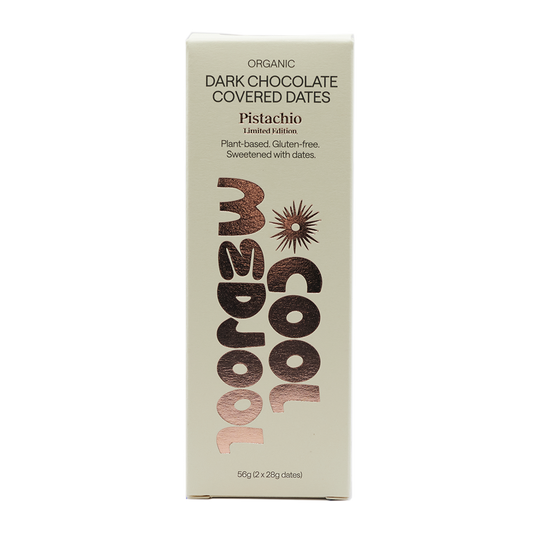 ORGANIC
DARK CHOCOLATE
COVERED DATES
Pistachio
Limited Edition
Plant-based. Gluten-free.
Sweetened with dates.
COOL
MEDJOOL
56g (2 x 28g dates)